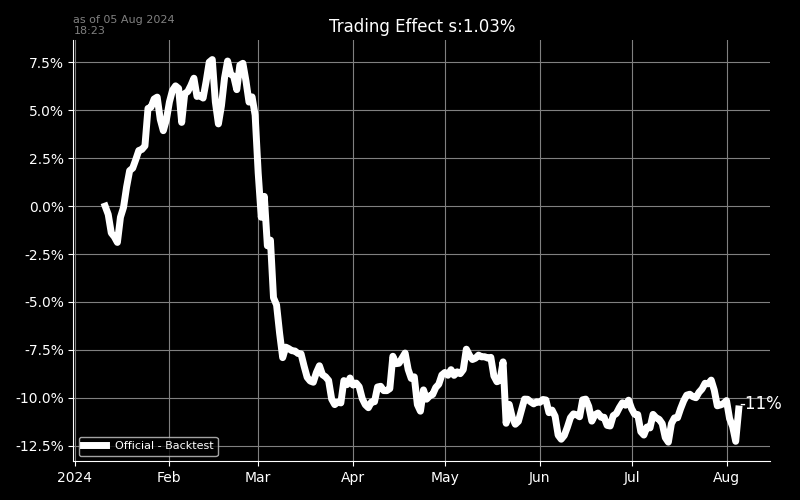 as of 05 Aug 2024
18:23
Trading Effect s:1.03%
7.5%
5.0%
2.5%
0.0%
-2.5%
-5.0%
-7.5%
-10.0%
-12.5%
-11%
Official - Backtest
2024 Feb Mar Apr May Jun Jul Aug